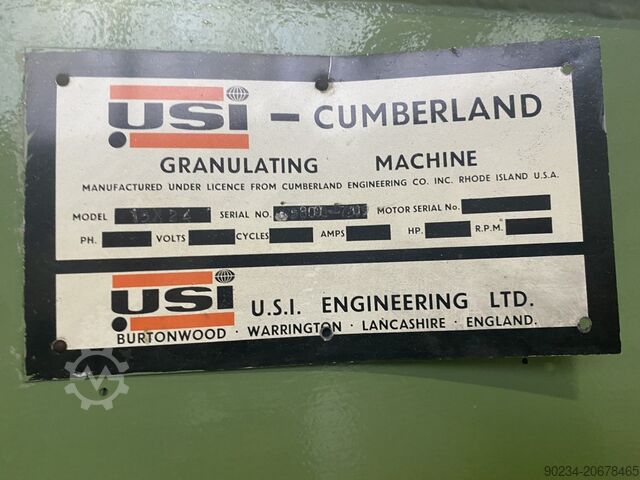 USI – CUMBERLAND
GRANULATING MACHINE
MANUFACTURED UNDER LICENCE FROM CUMBERLAND ENGINEERING CO. INC. RHODE ISLAND U.S.A.
MODEL SERIAL NO. MOTOR SERIAL No.
PH. VOLTS CYCLES AMPS HP. R.P.M.
USI U.S.I. ENGINEERING LTD.
BURTONWOOD · WARRINGTON · LANCASHIRE · ENGLAND.
90234-20678465